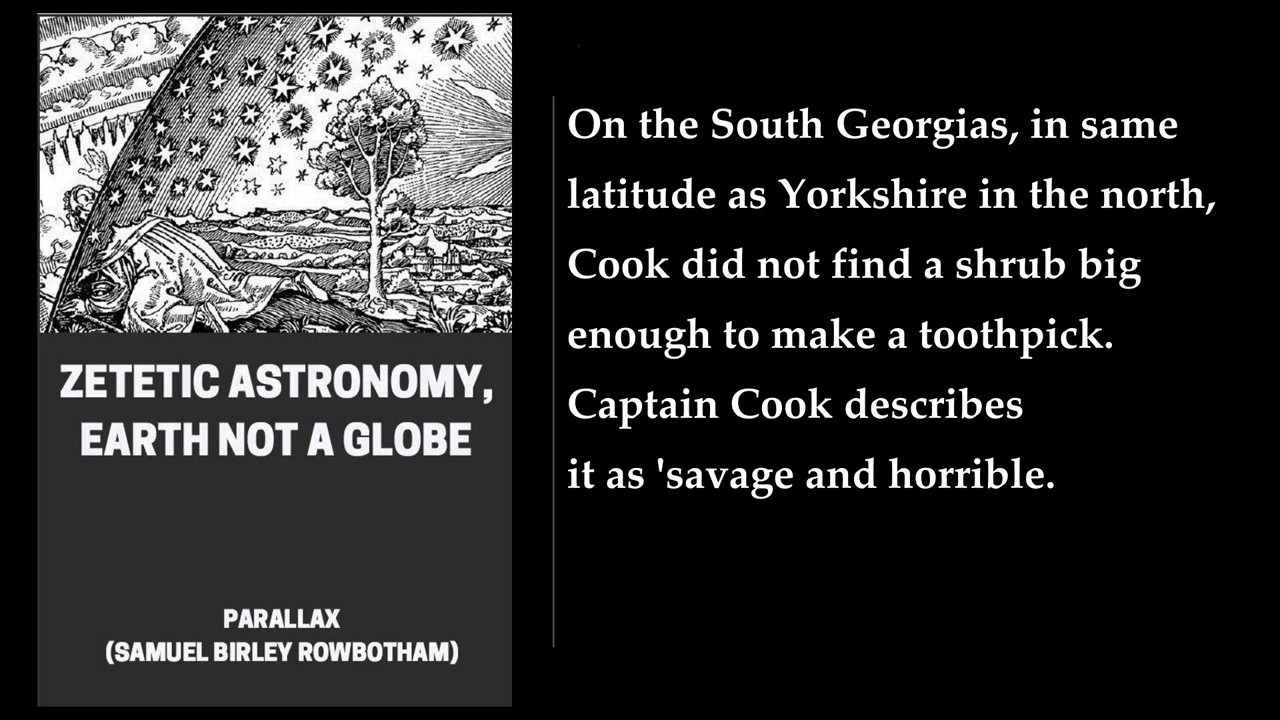 ZETETIC ASTRONOMY,
EARTH NOT A GLOBE
PARALLAX
(SAMUEL BIRLEY ROWBOTHAM)
On the South Georgias, in same
latitude as Yorkshire in the north,
Cook did not find a shrub big
enough to make a toothpick.
Captain Cook describes
it as 'savage and horrible.